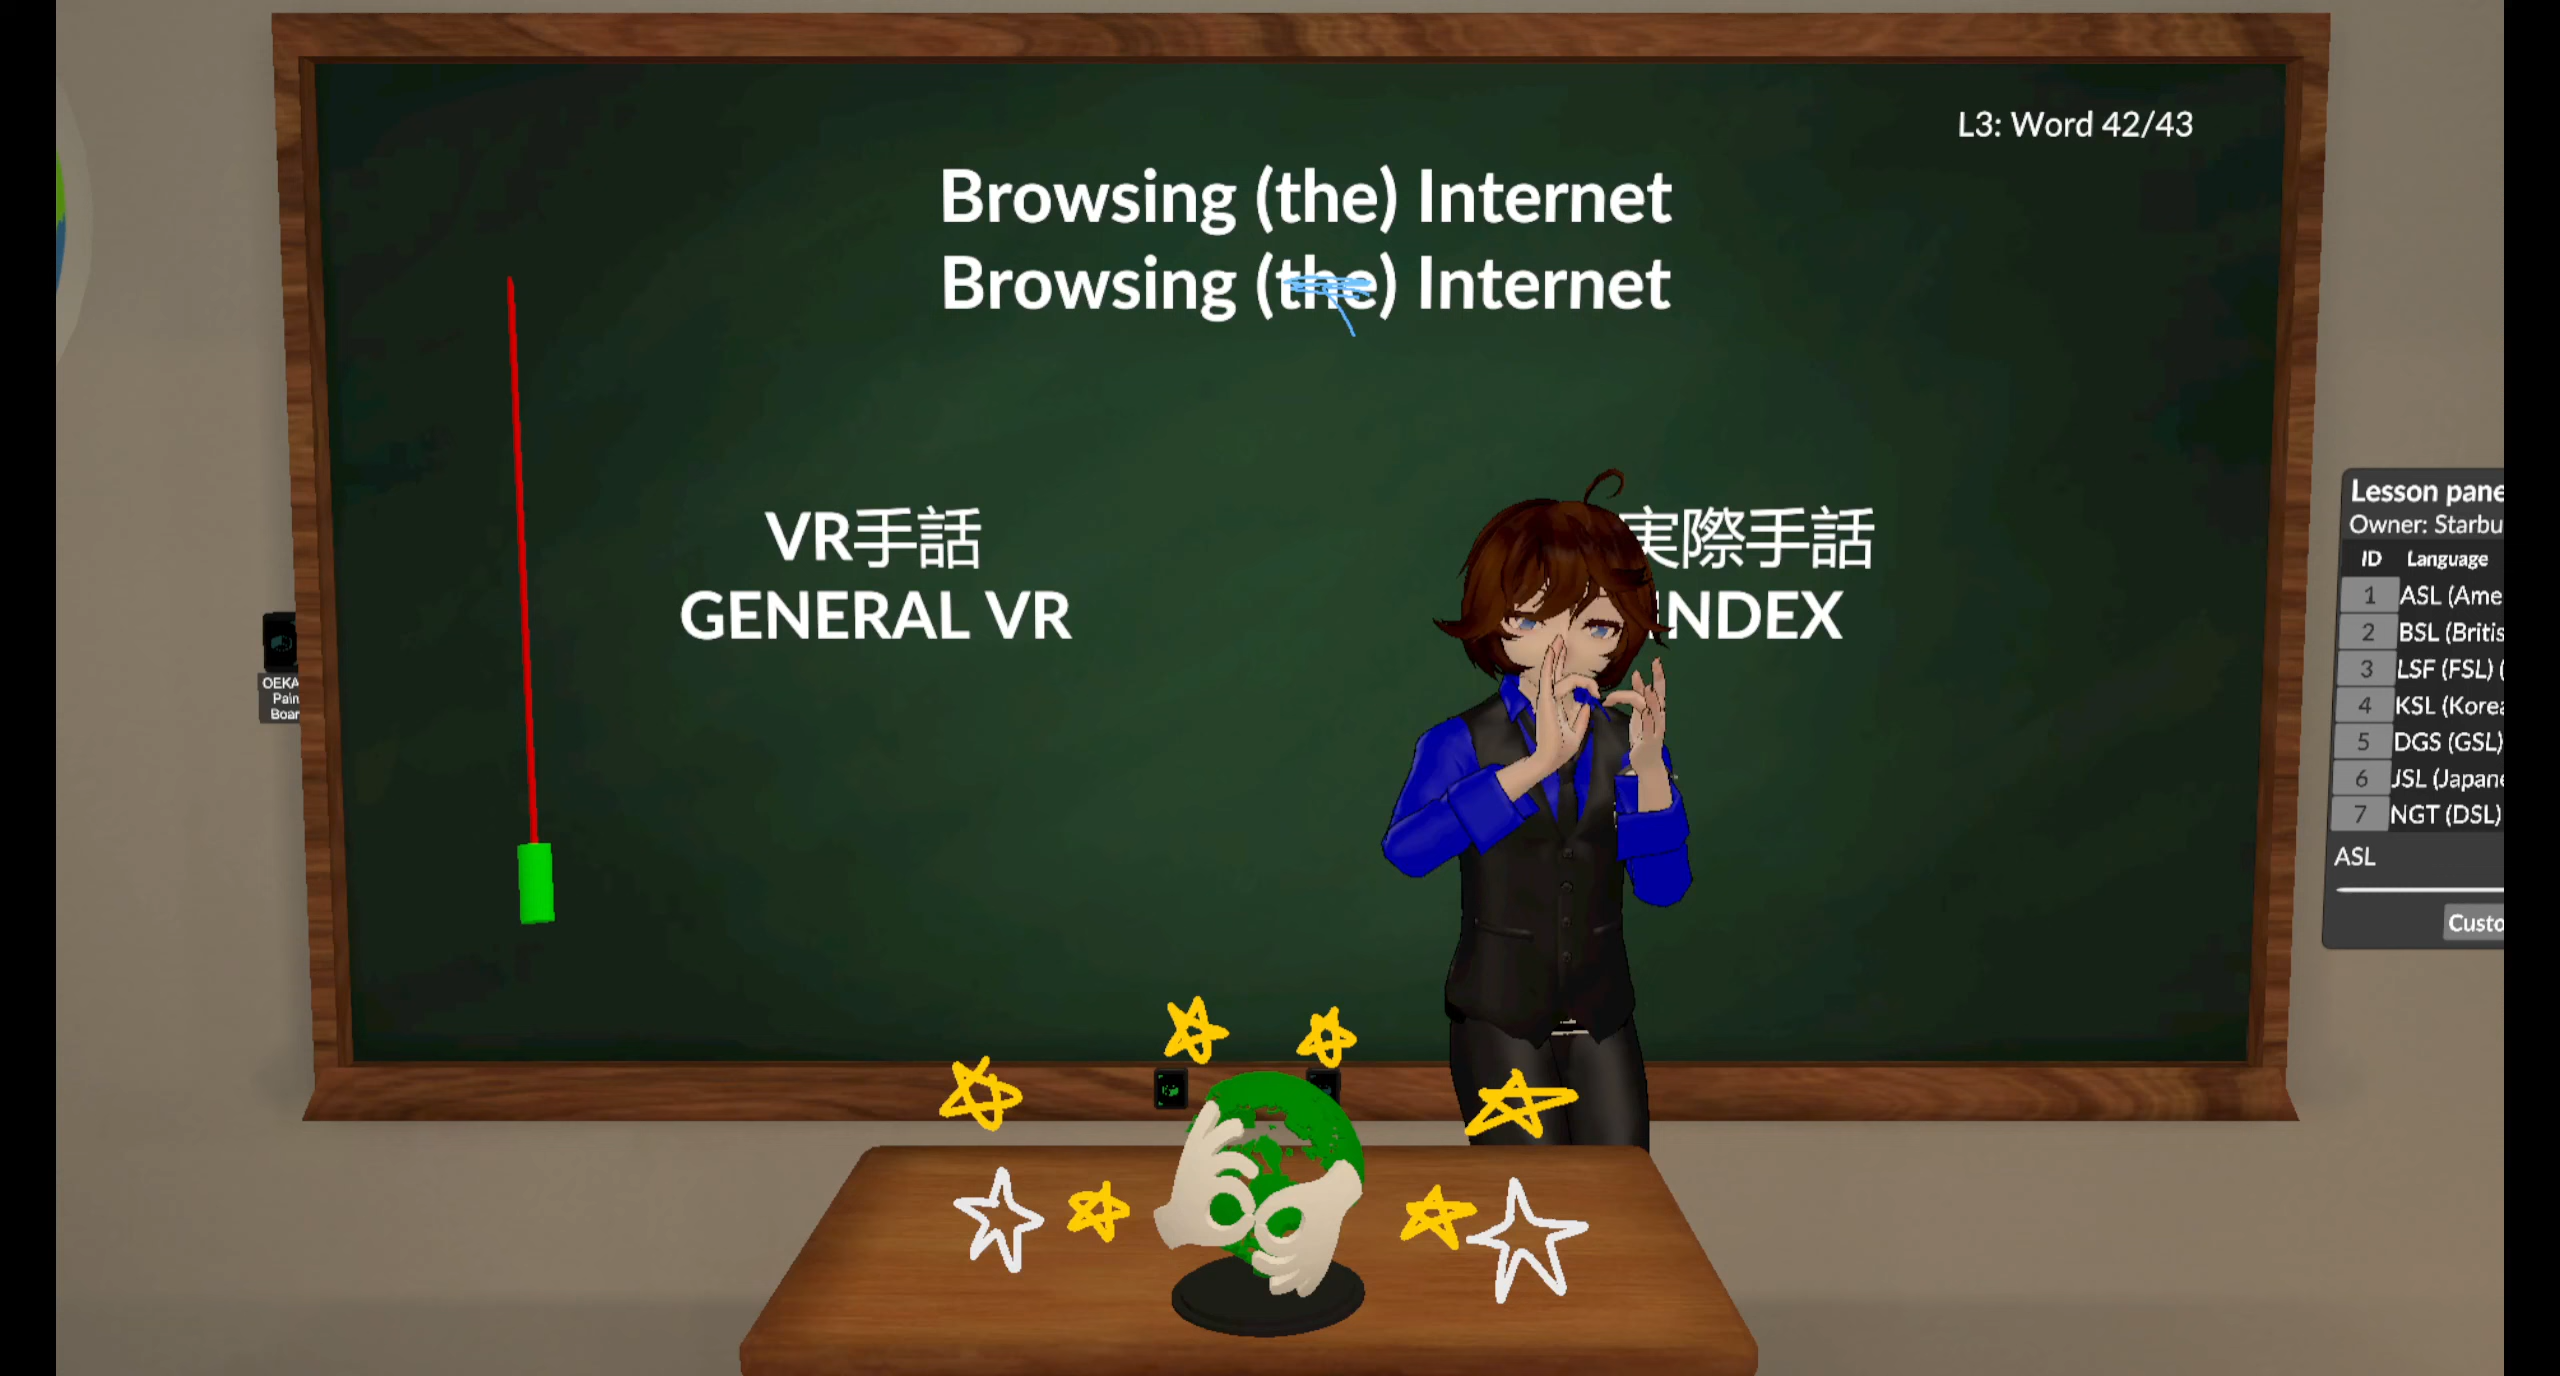 L3: Word 42/43
Browsing (the) Internet
Browsing (the) Internet
VR手話
GENERAL VR
実際手話
INDEX
OEKA
Pain
Boar
Lesson pane
Owner: Starbu
ID Language
1 ASL (Ame
2 BSL (Britis
3 LSF (FSL) (
4 KSL (Korea
5 DGS (GSL)
6 JSL (Japane
7 NGT (DSL)
ASL
Custo